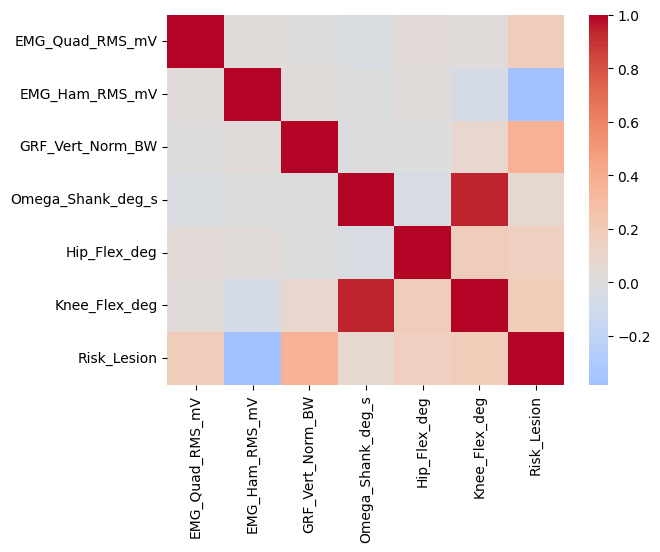 EMG_Quad_RMS_mV
EMG_Ham_RMS_mV
GRF_Vert_Norm_BW
Omega_Shank_deg_s
Hip_Flex_deg
Knee_Flex_deg
Risk_Lesion
EMG_Quad_RMS_mV
EMG_Ham_RMS_mV
GRF_Vert_Norm_BW
Omega_Shank_deg_s
Hip_Flex_deg
Knee_Flex_deg
Risk_Lesion
1.0
0.8
0.6
0.4
0.2
0.0
−0.2